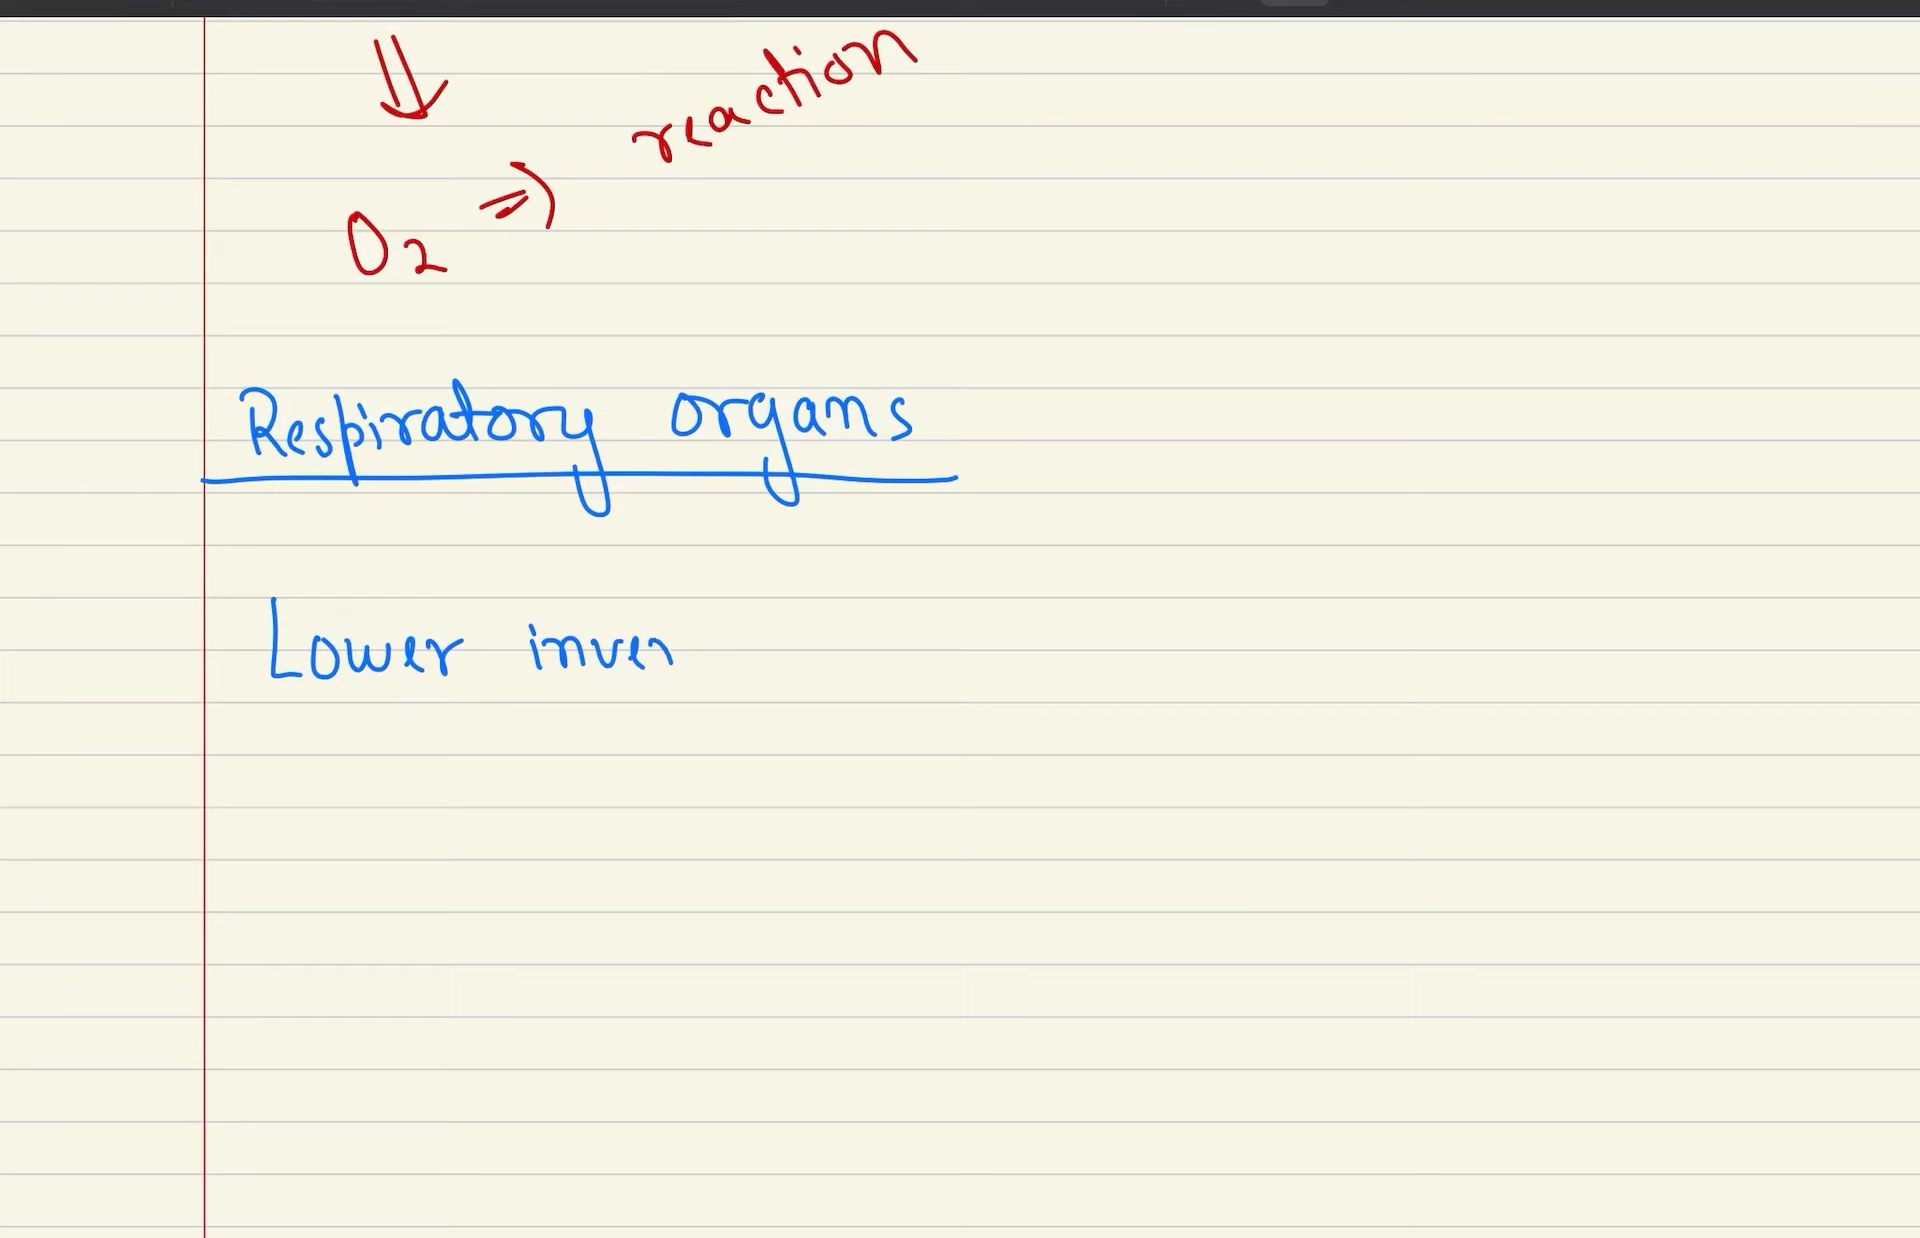 reaction
O₂ ⇒
Respiratory organs
Lower inver